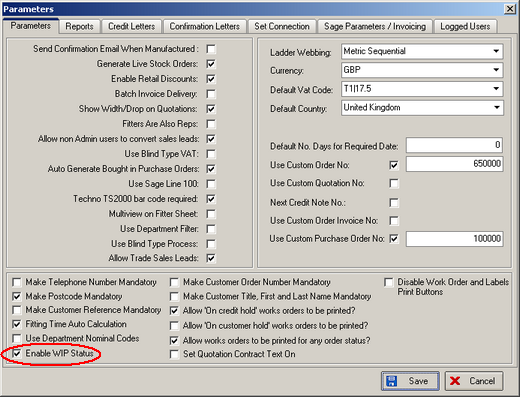 Parameters
Parameters Reports Credit Letters Confirmation Letters Set Connection Sage Parameters / Invoicing Logged Users
Send Confirmation Email When Manufactured :
Generate Live Stock Orders:
Enable Retail Discounts:
Batch Invoice Delivery:
Show Width/Drop on Quotations:
Fitters Are Also Reps:
Allow non Admin users to convert sales leads:
Use Blind Type VAT:
Auto Generate Bought in Purchase Orders:
Use Sage Line 100:
Techno TS2000 bar code required:
Multiview on Fitter Sheet:
Use Department Filter:
Use Blind Type Process:
Allow Trade Sales Leads:
Ladder Webbing: Metric Sequential
Currency: GBP
Default Vat Code: T1|17.5
Default Country: United Kingdom
Default No. Days for Required Date: 0
Use Custom Order No: 650000
Use Custom Quotation No:
Next Credit Note No.:
Use Custom Order Invoice No:
Use Custom Purchase Order No: 100000
Make Telephone Number Mandatory
Make Postcode Mandatory
Make Customer Reference Mandatory
Fitting Time Auto Calculation
Use Department Nominal Codes
Enable WIP Status
Make Customer Order Number Mandatory
Make Customer Title, First and Last Name Mandatory
Allow 'On credit hold' works orders to be printed?
Allow 'On customer hold' works orders to be printed?
Allow works orders to be printed for any order status?
Set Quotation Contract Text On
Disable Work Order and Labels
Print Buttons
Save Cancel